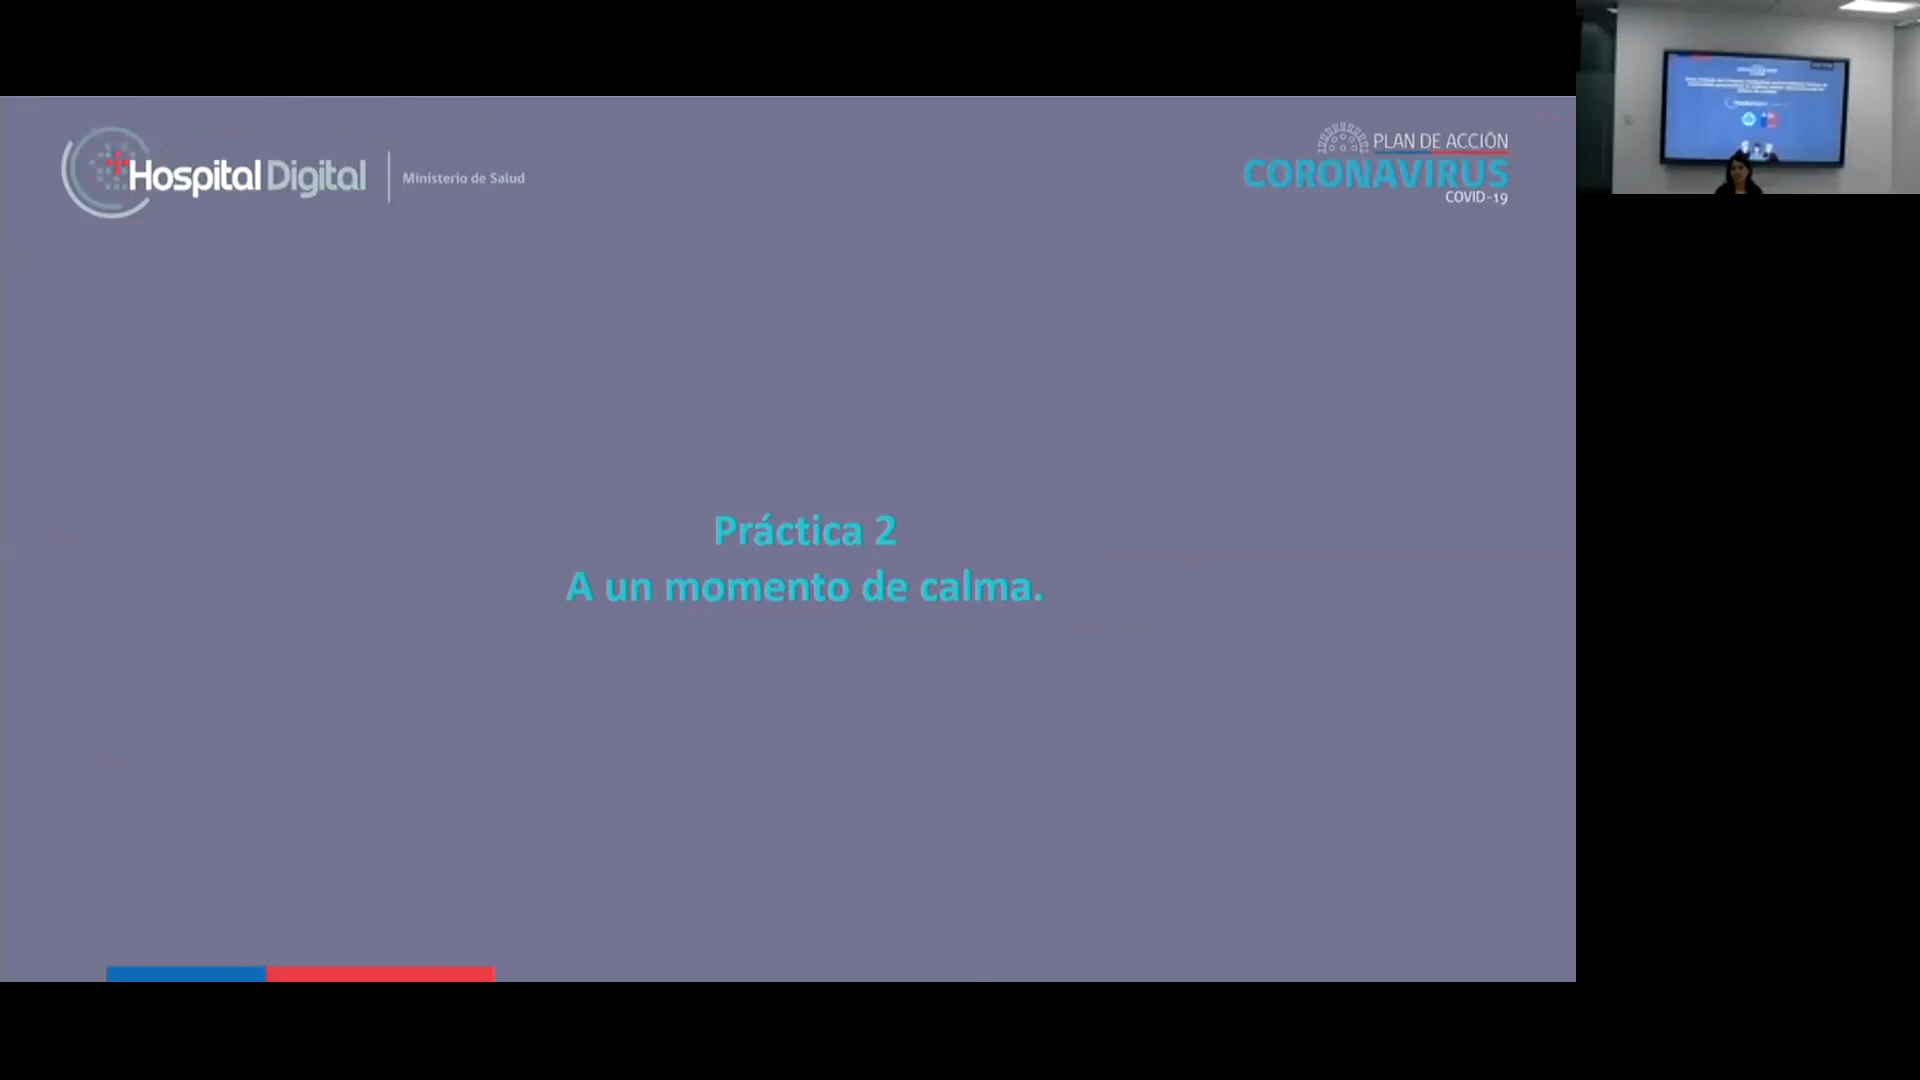 Hospital Digital
Ministerio de Salud
PLAN DE ACCIÓN
CORONAVIRUS
COVID-19
Práctica 2
A un momento de calma.